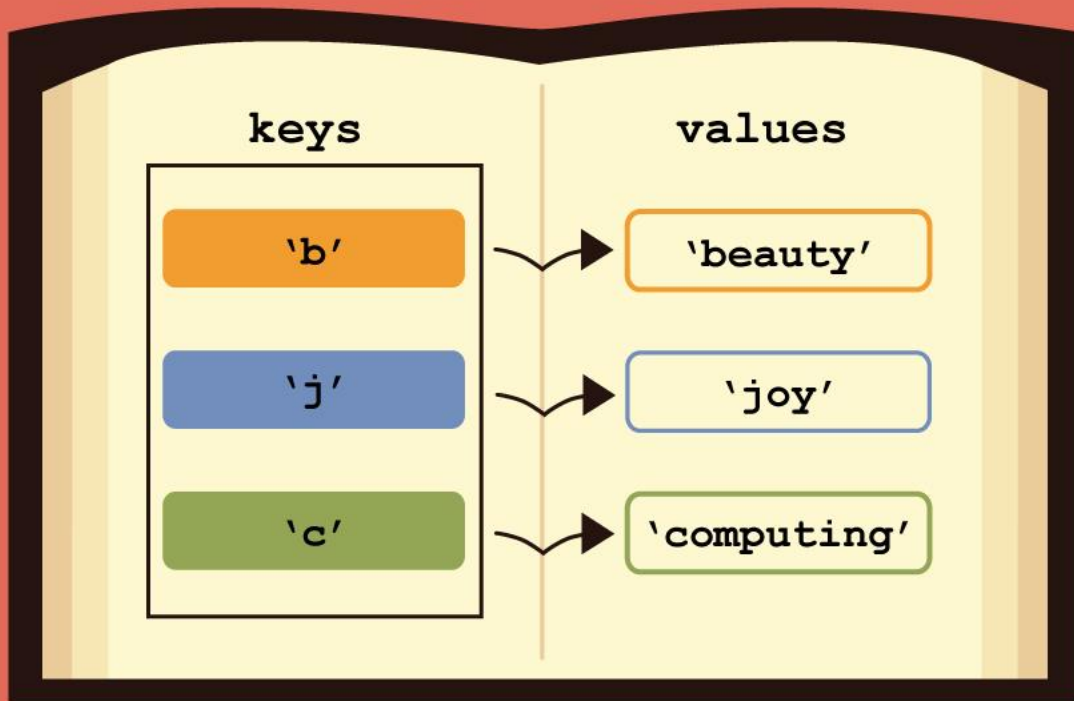 keys values
‘b’ ‘beauty’
‘j’ ‘joy’
‘c’ ‘computing’